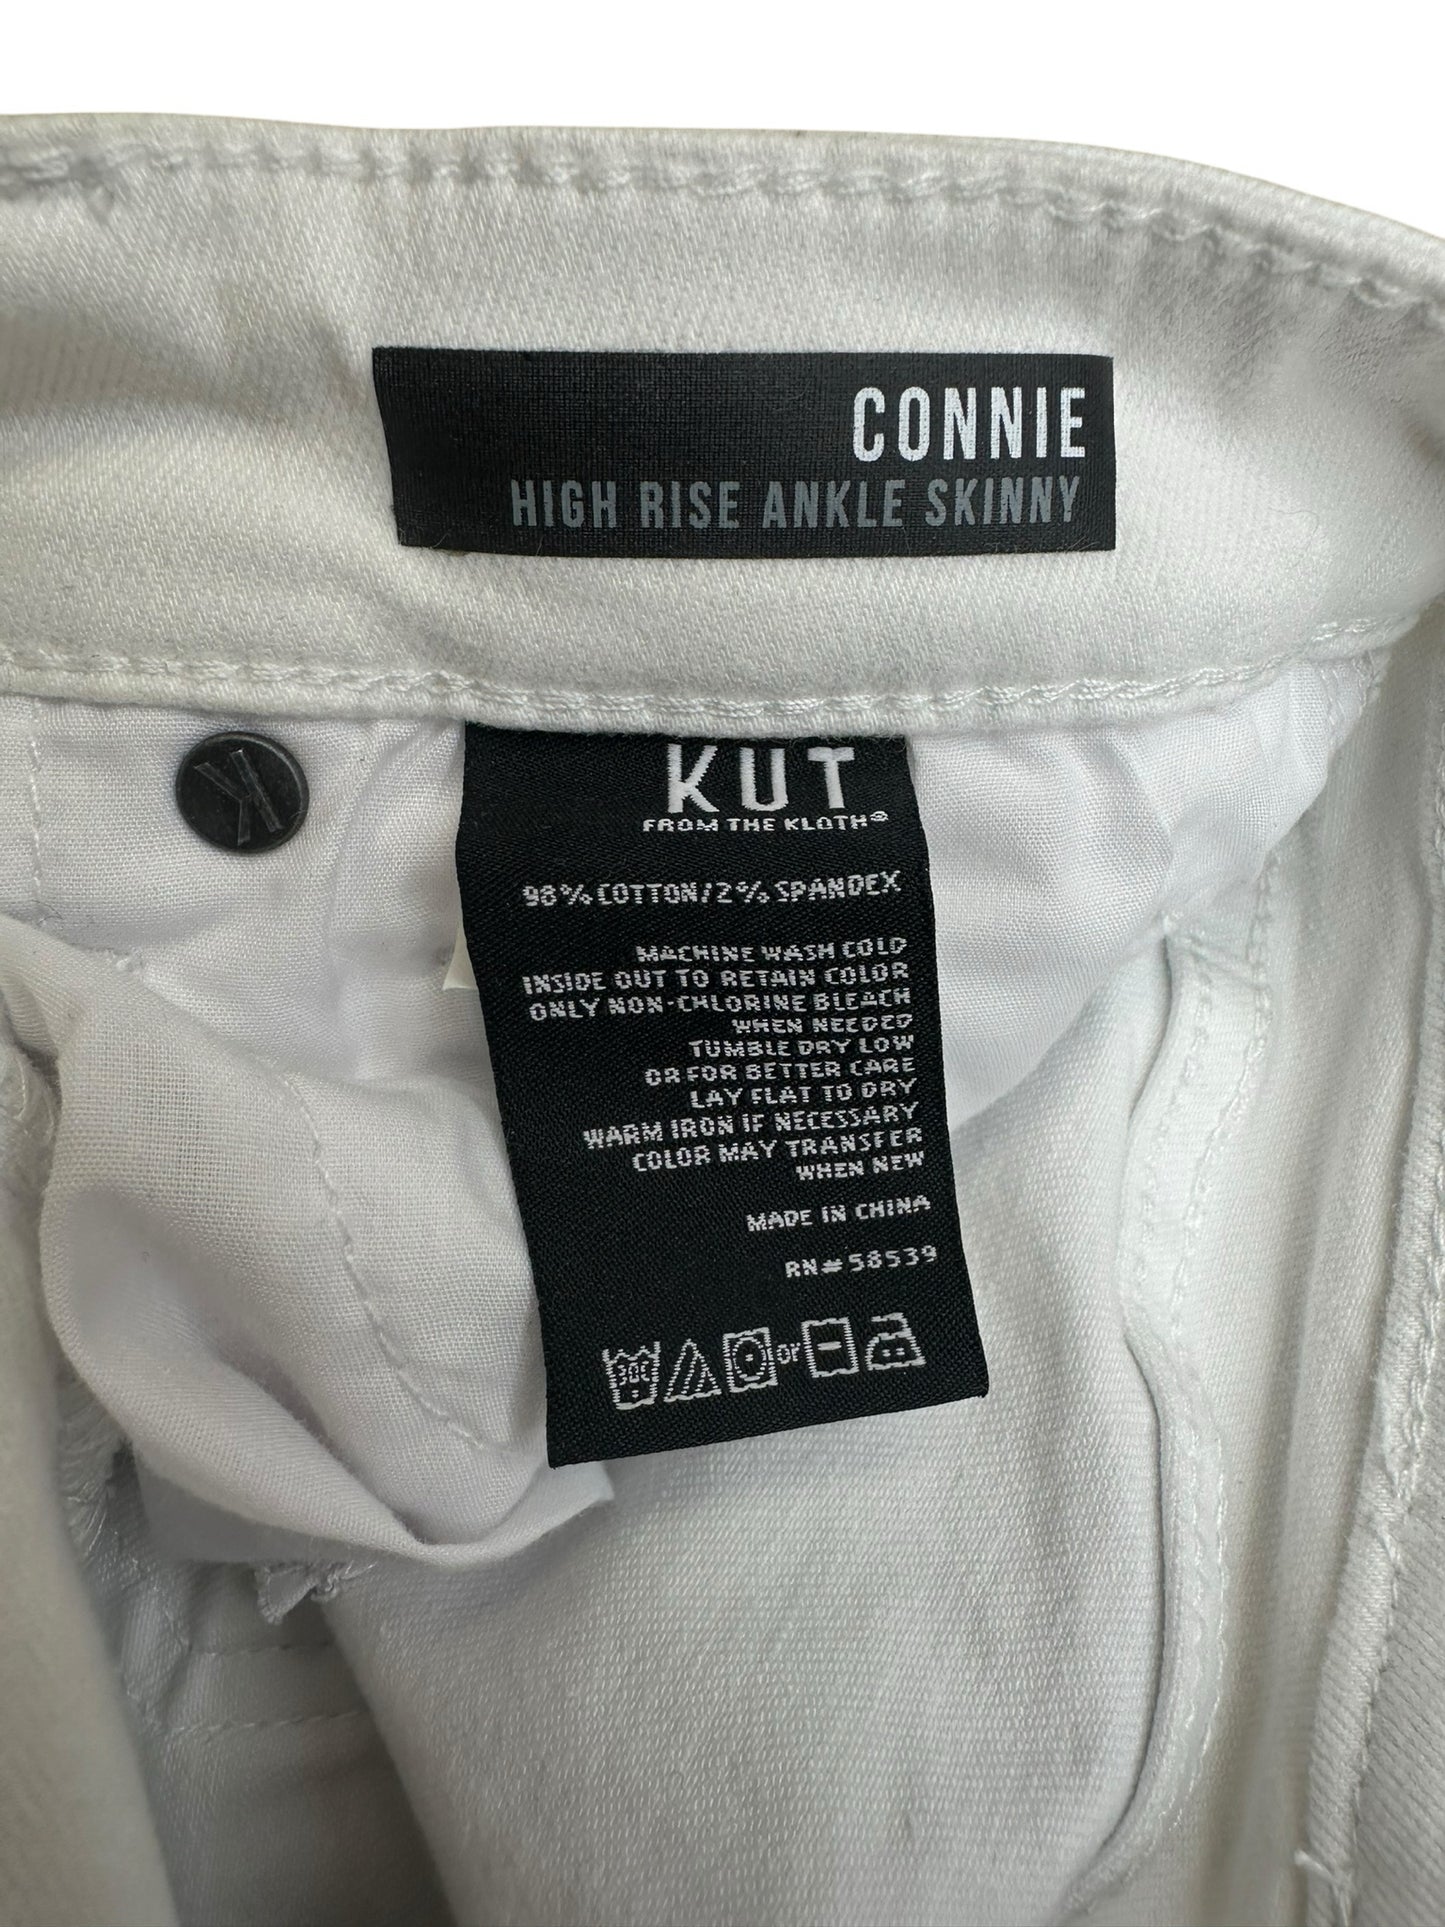 CONNIE
HIGH RISE ANKLE SKINNY
K
KUT
FROM THE KLOTH®
98% COTTON/2% SPANDEX
MACHINE WASH COLD
INSIDE OUT TO RETAIN COLOR
ONLY NON-CHLORINE BLEACH
WHEN NEEDED
TUMBLE DRY LOW
OR FOR BETTER CARE
LAY FLAT TO DRY
WARM IRON IF NECESSARY
COLOR MAY TRANSFER
WHEN NEW
MADE IN CHINA
RN#58539
30C or